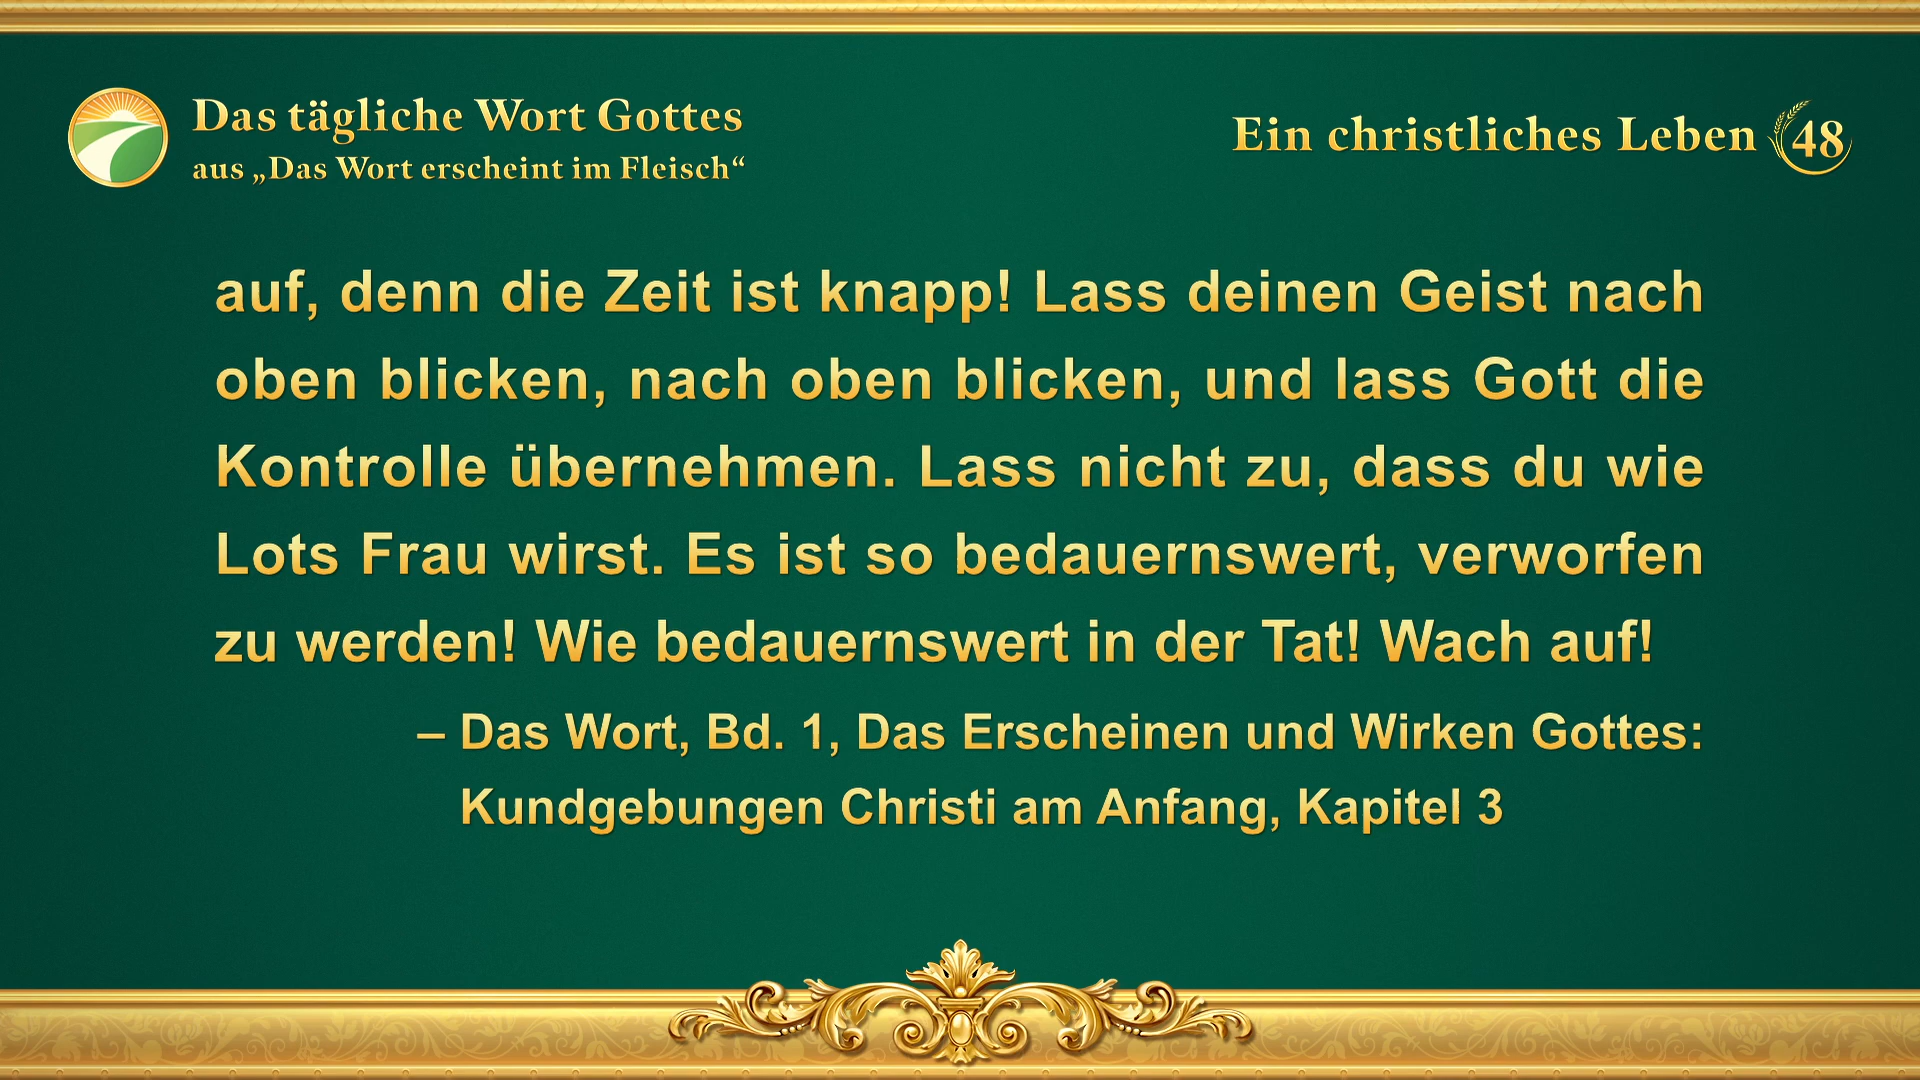 Das tägliche Wort Gottes
aus „Das Wort erscheint im Fleisch“
Ein christliches Leben 48
auf, denn die Zeit ist knapp! Lass deinen Geist nach
oben blicken, nach oben blicken, und lass Gott die
Kontrolle übernehmen. Lass nicht zu, dass du wie
Lots Frau wirst. Es ist so bedauernswert, verworfen
zu werden! Wie bedauernswert in der Tat! Wach auf!
– Das Wort, Bd. 1, Das Erscheinen und Wirken Gottes:
Kundgebungen Christi am Anfang, Kapitel 3